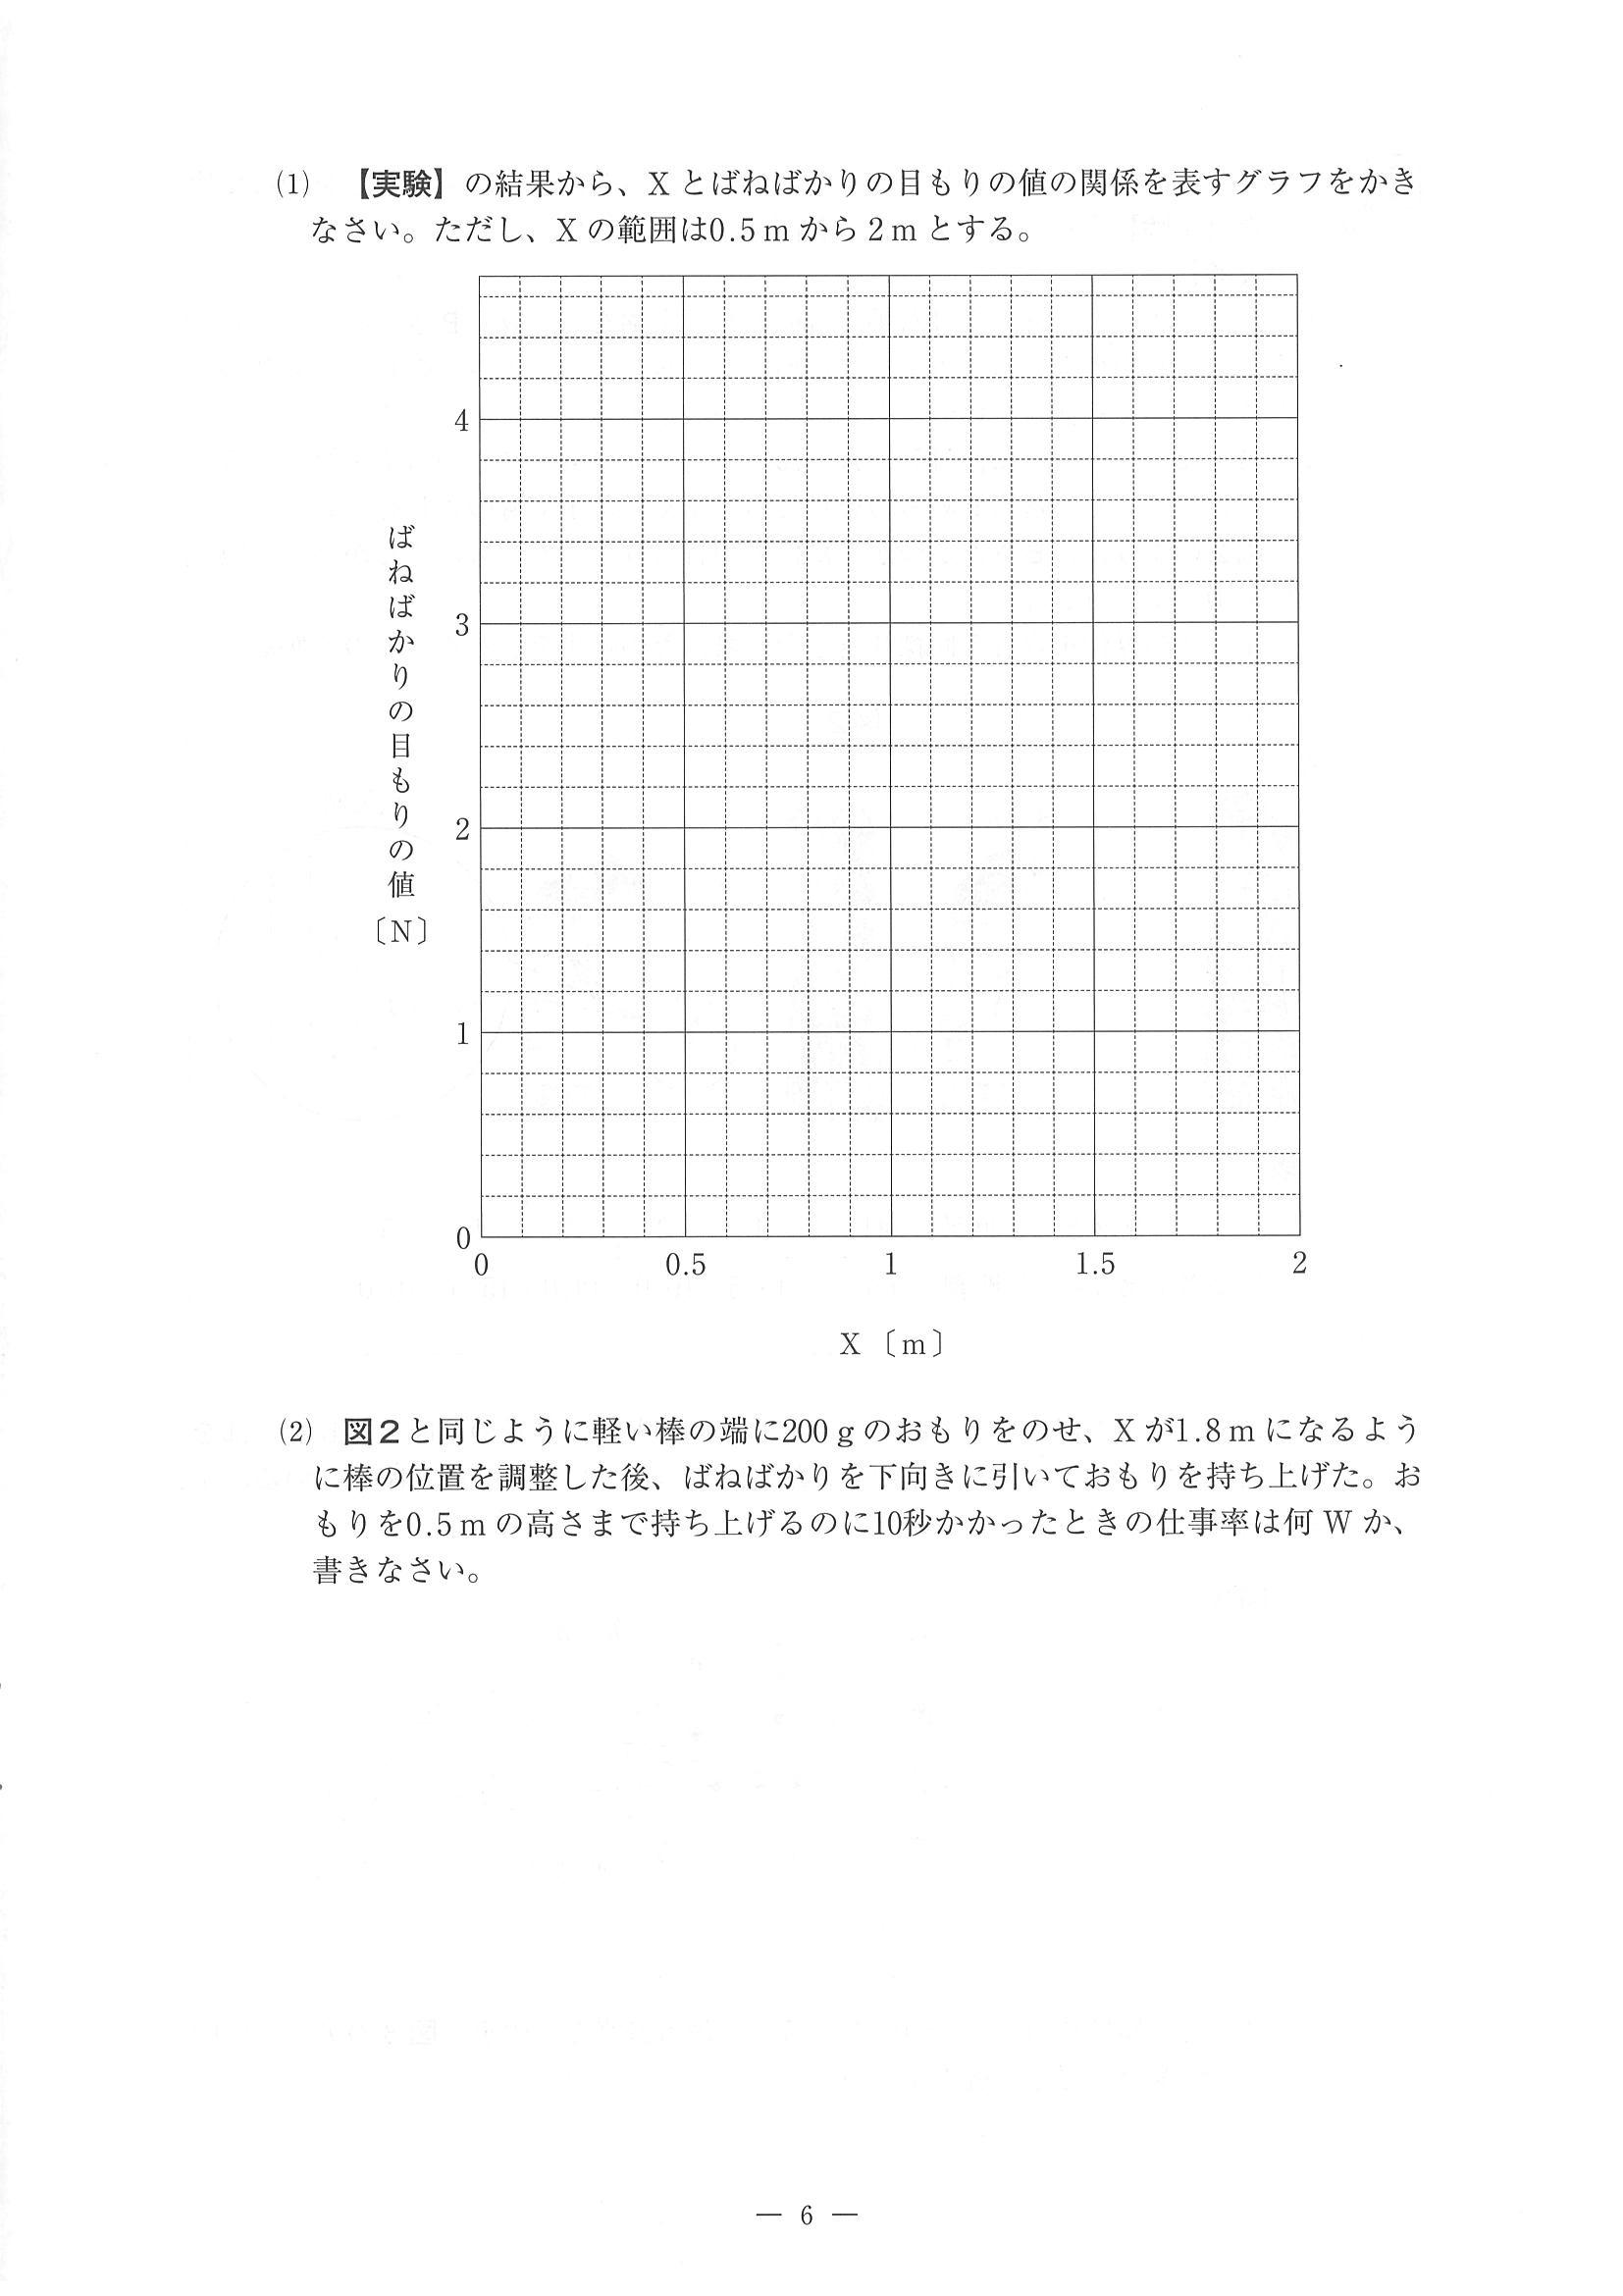 (1) 【実験】の結果から、Xとばねばかりの目もりの値の関係を表すグラフをかき
なさい。ただし、Xの範囲は0.5mから2mとする。
4
3
2
1
0
ばねばかりの目もりの値
〔N〕
0 0.5 1 1.5 2
X〔m〕
(2) 図2と同じように軽い棒の端に200gのおもりをのせ、Xが1.8mになるよう
に棒の位置を調整した後、ばねばかりを下向きに引いておもりを持ち上げた。お
もりを0.5mの高さまで持ち上げるのに10秒かかったときの仕事率は何Wか、
書きなさい。
— 6 —